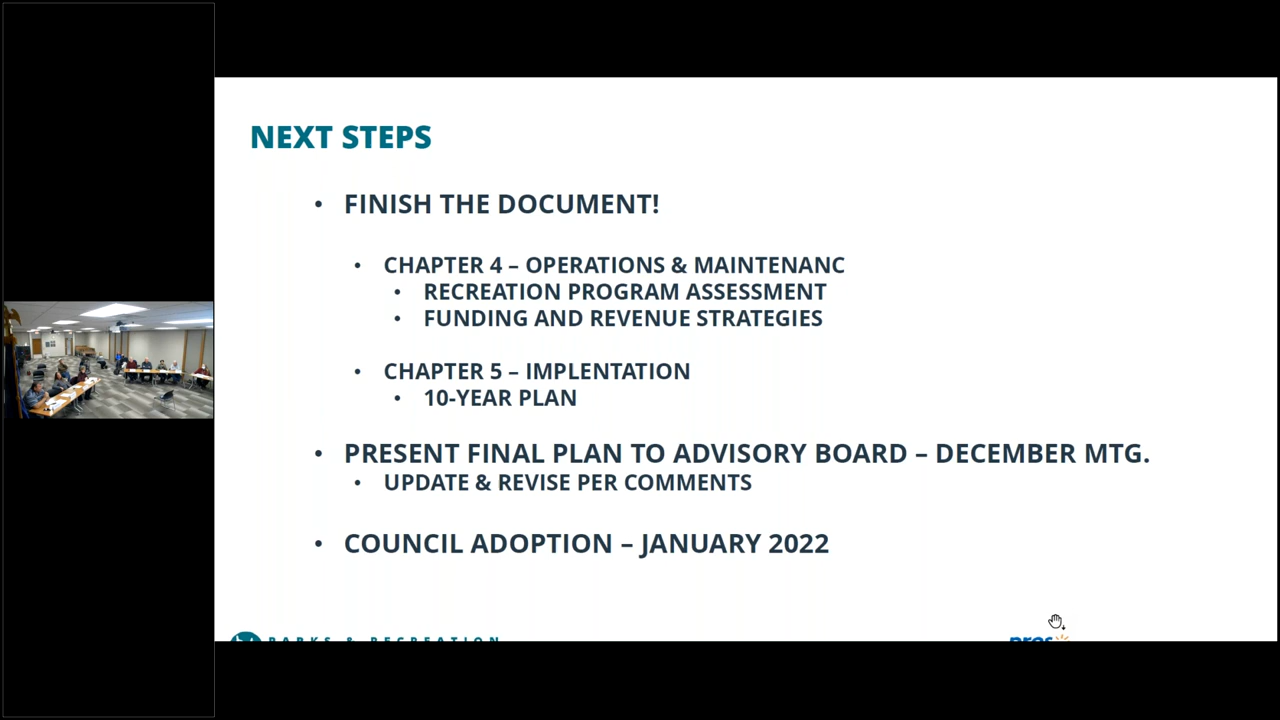 NEXT STEPS
• FINISH THE DOCUMENT!
• CHAPTER 4 – OPERATIONS & MAINTENANC
• RECREATION PROGRAM ASSESSMENT
• FUNDING AND REVENUE STRATEGIES
• CHAPTER 5 – IMPLENTATION
• 10-YEAR PLAN
• PRESENT FINAL PLAN TO ADVISORY BOARD – DECEMBER MTG.
• UPDATE & REVISE PER COMMENTS
• COUNCIL ADOPTION – JANUARY 2022
PARKS & RECREATION
pros